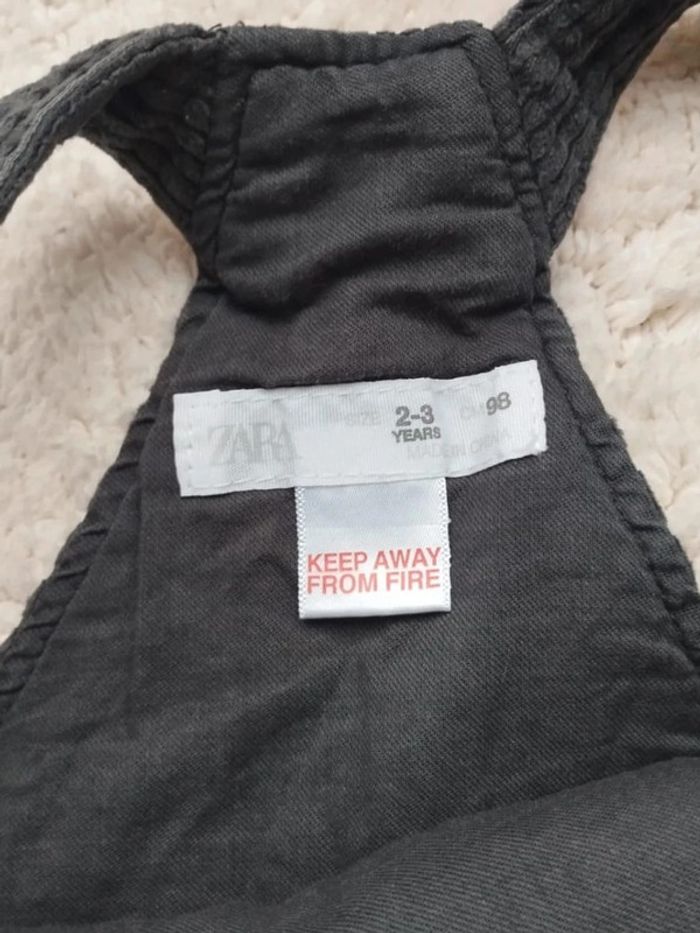 ZARA
SIZE 2-3 YEARS CM 98
MADE IN CHINA
KEEP AWAY
FROM FIRE